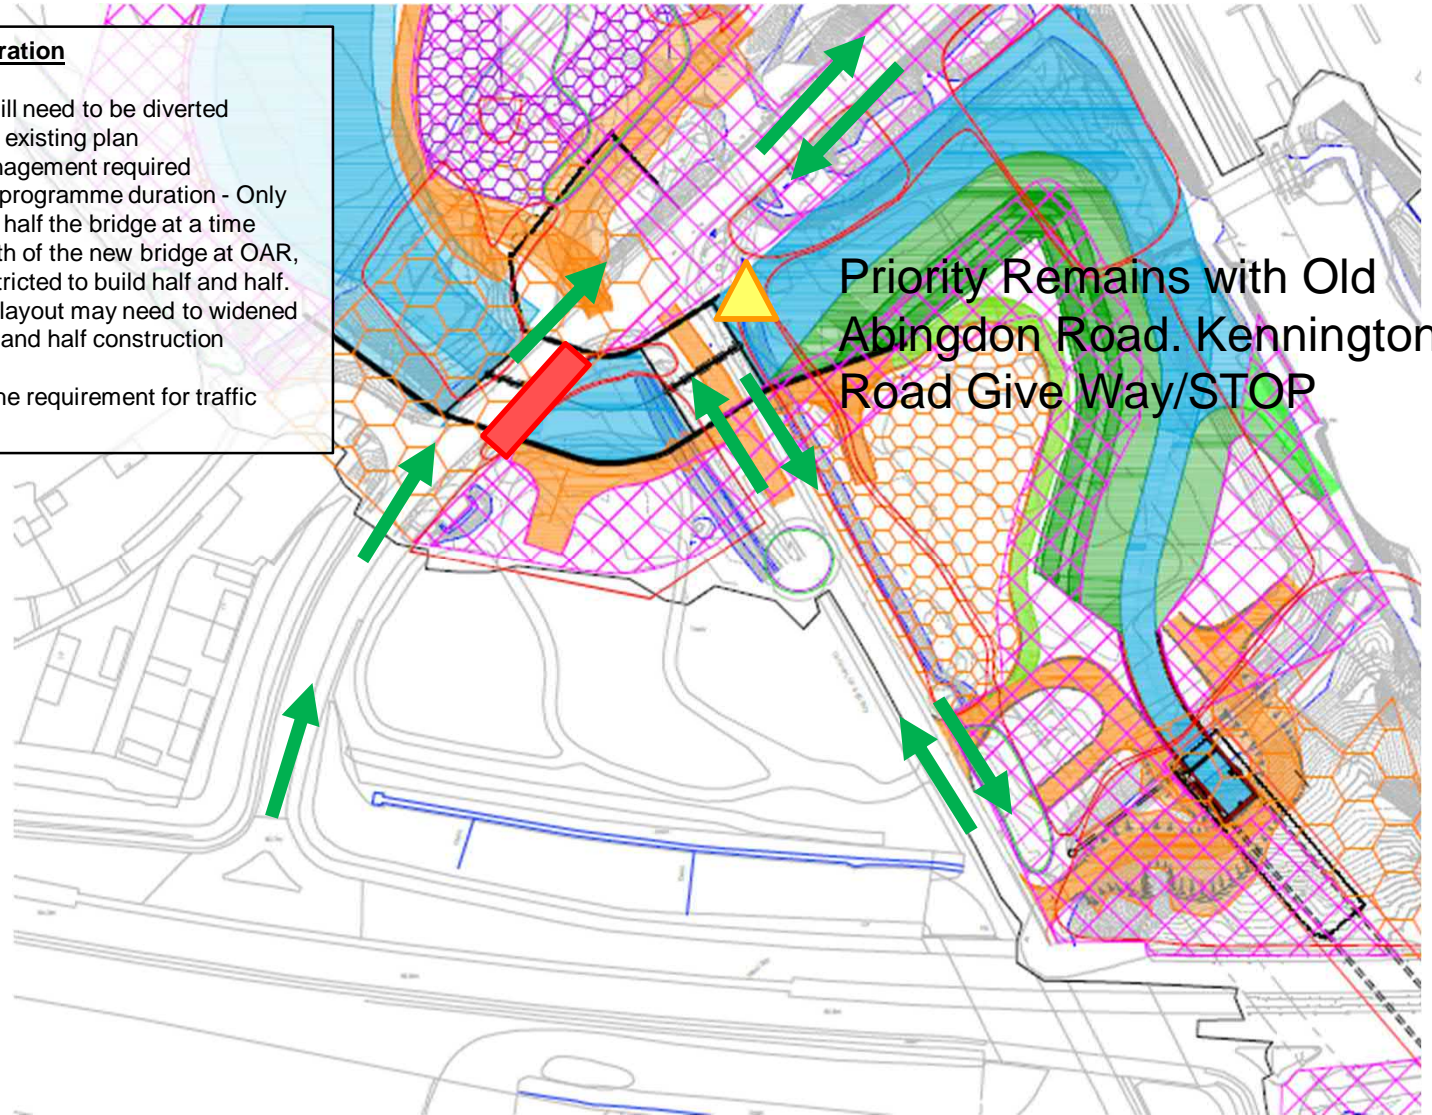 ration
ill need to be diverted
existing plan
nagement required
programme duration - Only
half the bridge at a time
th of the new bridge at OAR,
tricted to build half and half.
layout may need to widened
and half construction
ne requirement for traffic
Priority Remains with Old
Abingdon Road. Kennington
Road Give Way/STOP